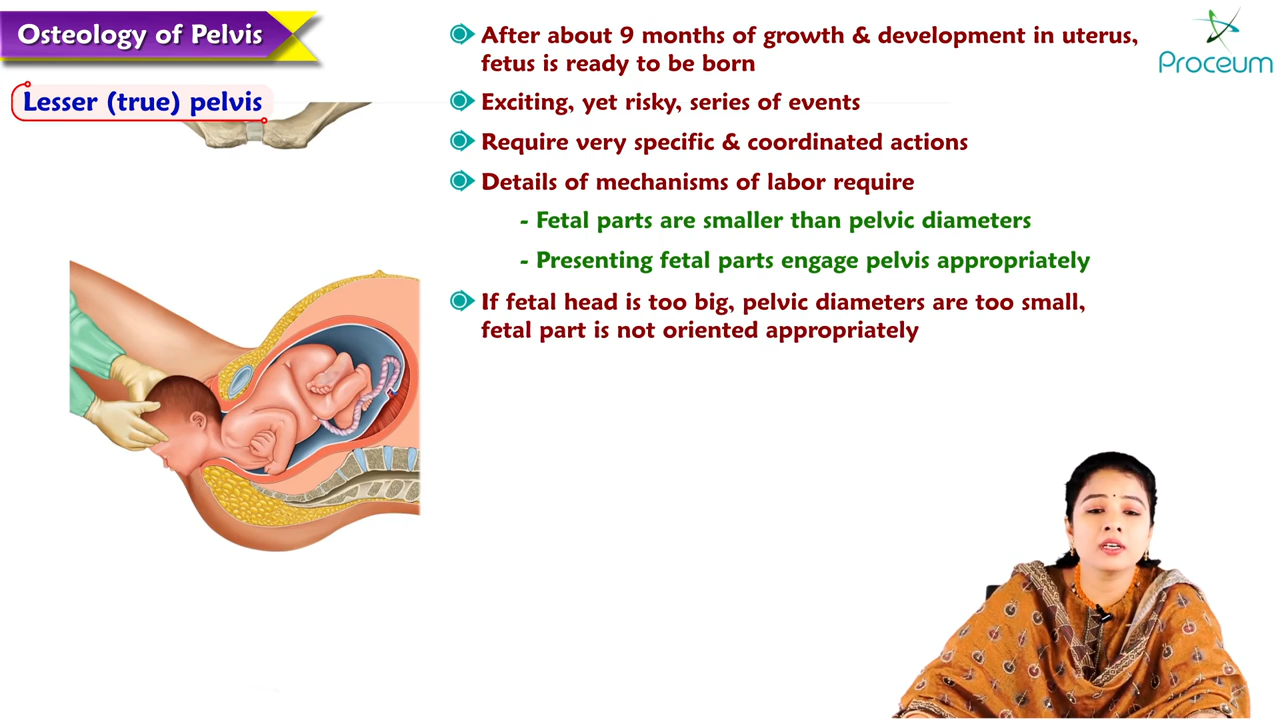 Osteology of Pelvis
Lesser (true) pelvis
After about 9 months of growth & development in uterus,
fetus is ready to be born
Exciting, yet risky, series of events
Require very specific & coordinated actions
Details of mechanisms of labor require
- Fetal parts are smaller than pelvic diameters
- Presenting fetal parts engage pelvis appropriately
If fetal head is too big, pelvic diameters are too small,
fetal part is not oriented appropriately
Proceum